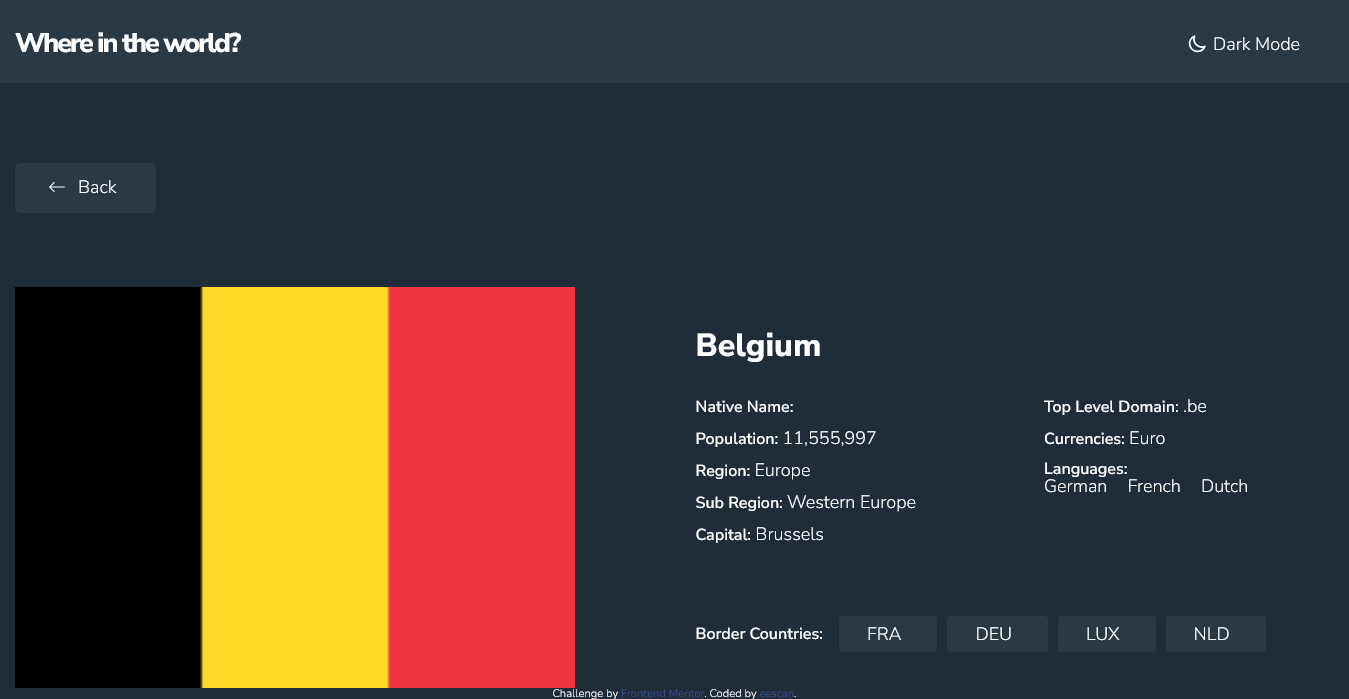 Where in the world?
Dark Mode
Back
Belgium
Native Name:
Population: 11,555,997
Region: Europe
Sub Region: Western Europe
Capital: Brussels
Top Level Domain: .be
Currencies: Euro
Languages:
German French Dutch
Border Countries: FRA DEU LUX NLD
Challenge by Frontend Mentor. Coded by eescan.